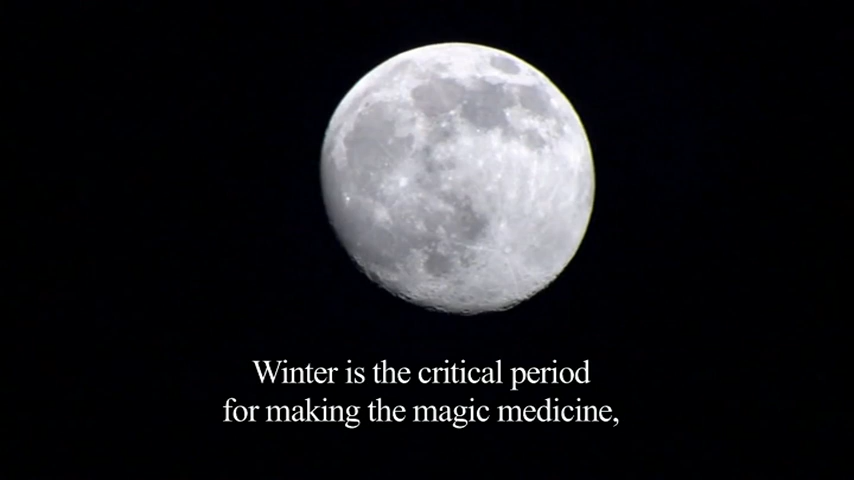 Winter is the critical period
for making the magic medicine,